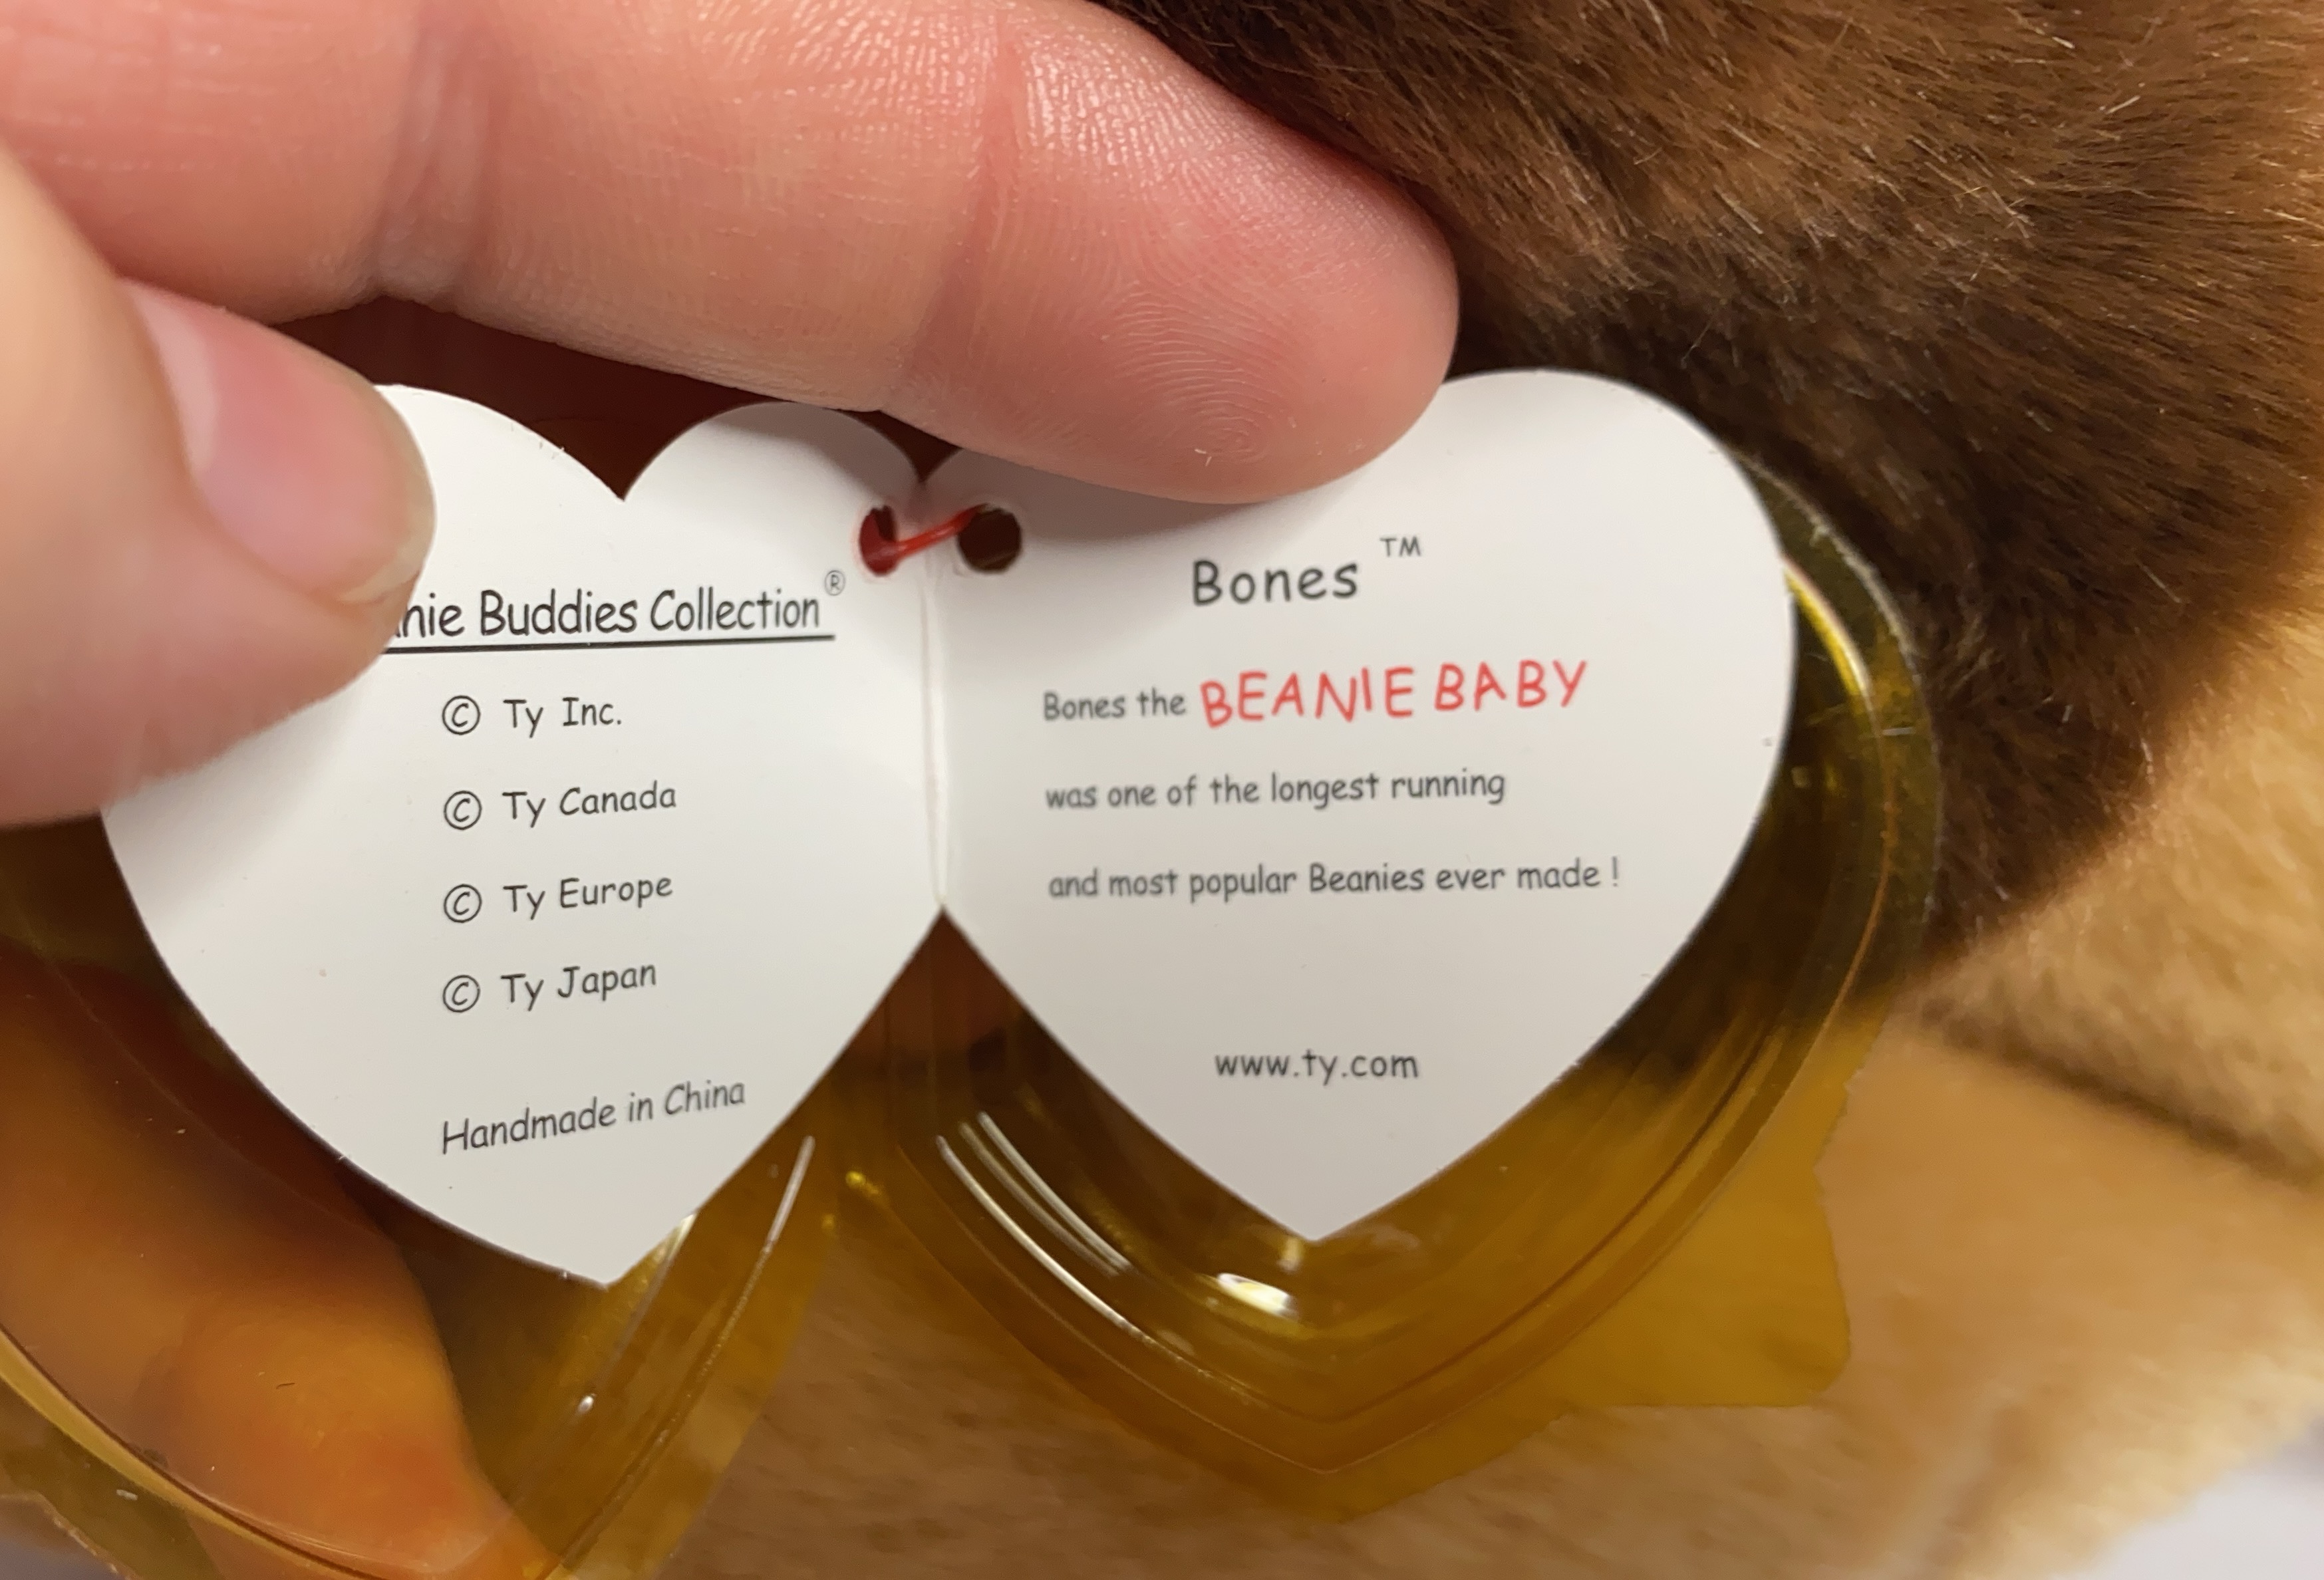 nie Buddies Collection®
© Ty Inc.
© Ty Canada
© Ty Europe
© Ty Japan
Handmade in China
Bones ™
Bones the BEANIE BABY
was one of the longest running
and most popular Beanies ever made !
www.ty.com